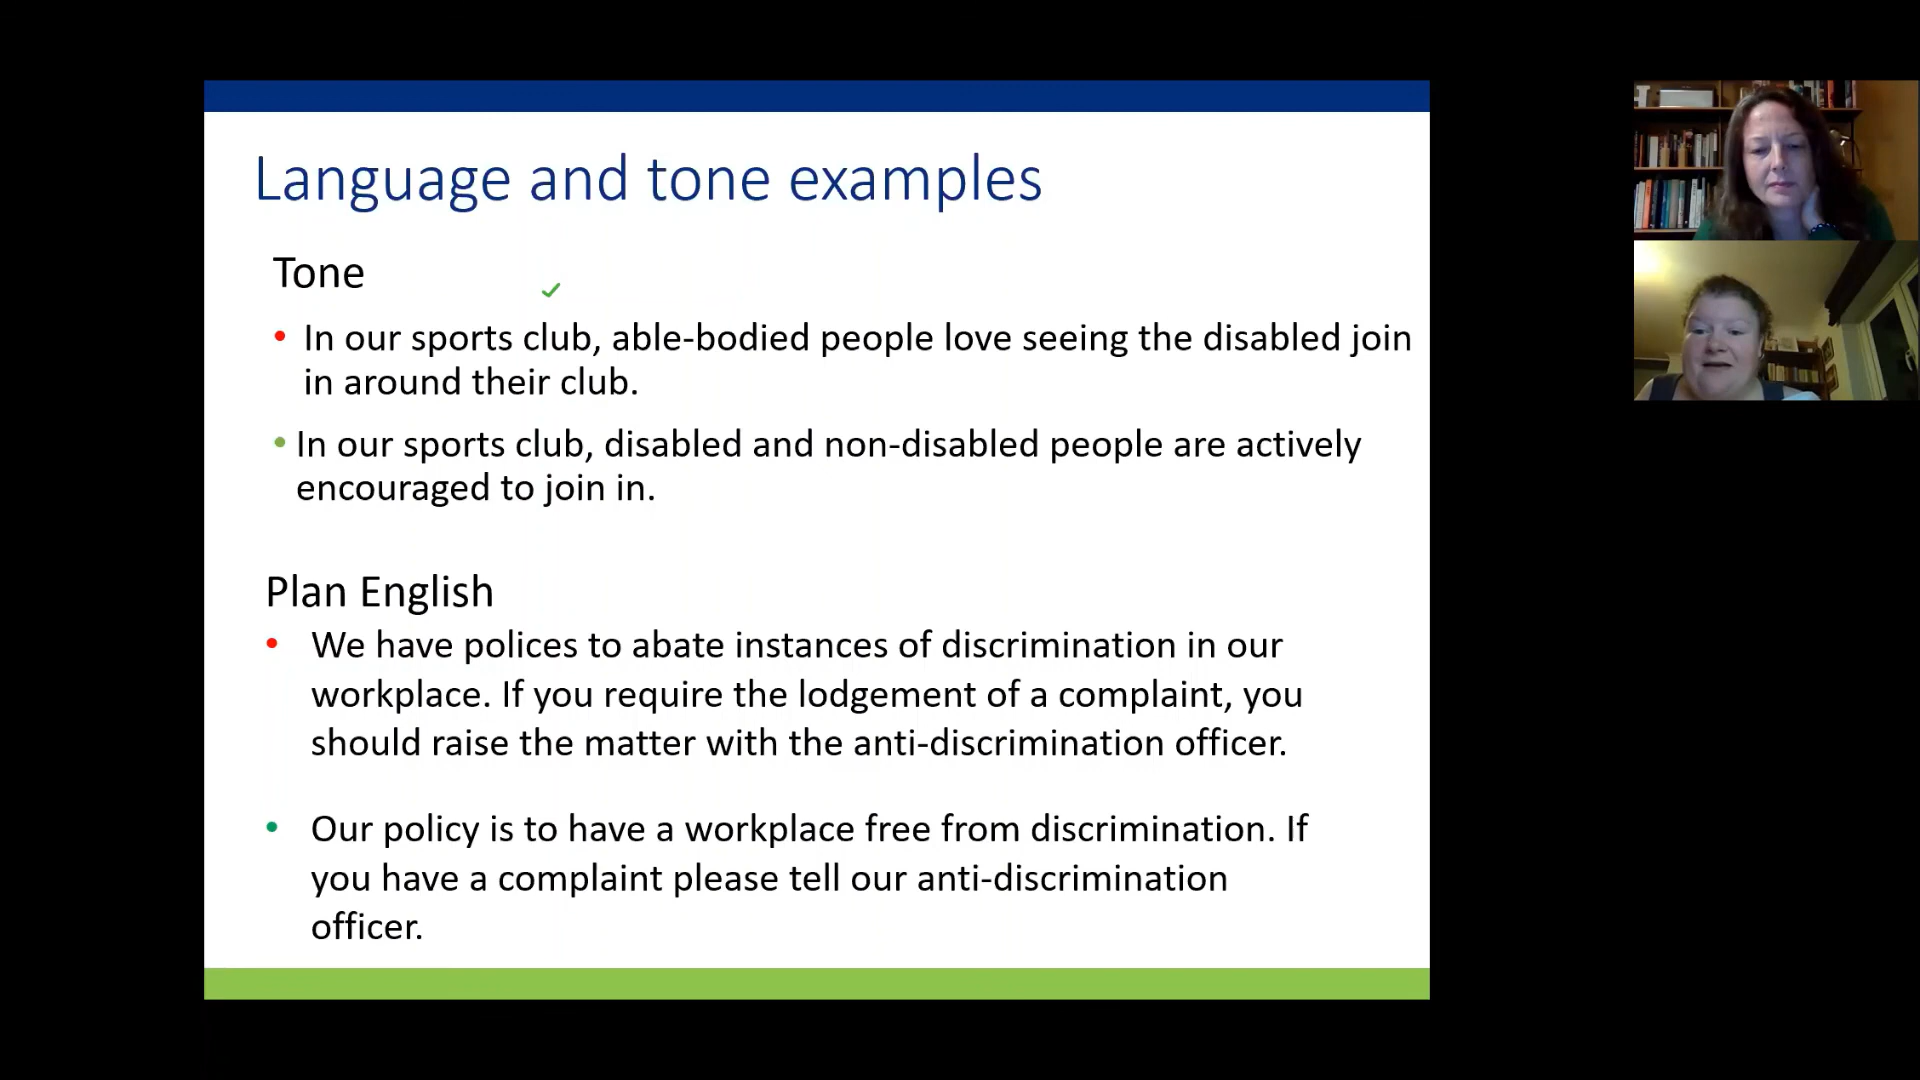 Language and tone examples
Tone
• In our sports club, able-bodied people love seeing the disabled join
in around their club.
• In our sports club, disabled and non-disabled people are actively
encouraged to join in.
Plan English
• We have polices to abate instances of discrimination in our
workplace. If you require the lodgement of a complaint, you
should raise the matter with the anti-discrimination officer.
• Our policy is to have a workplace free from discrimination. If
you have a complaint please tell our anti-discrimination
officer.